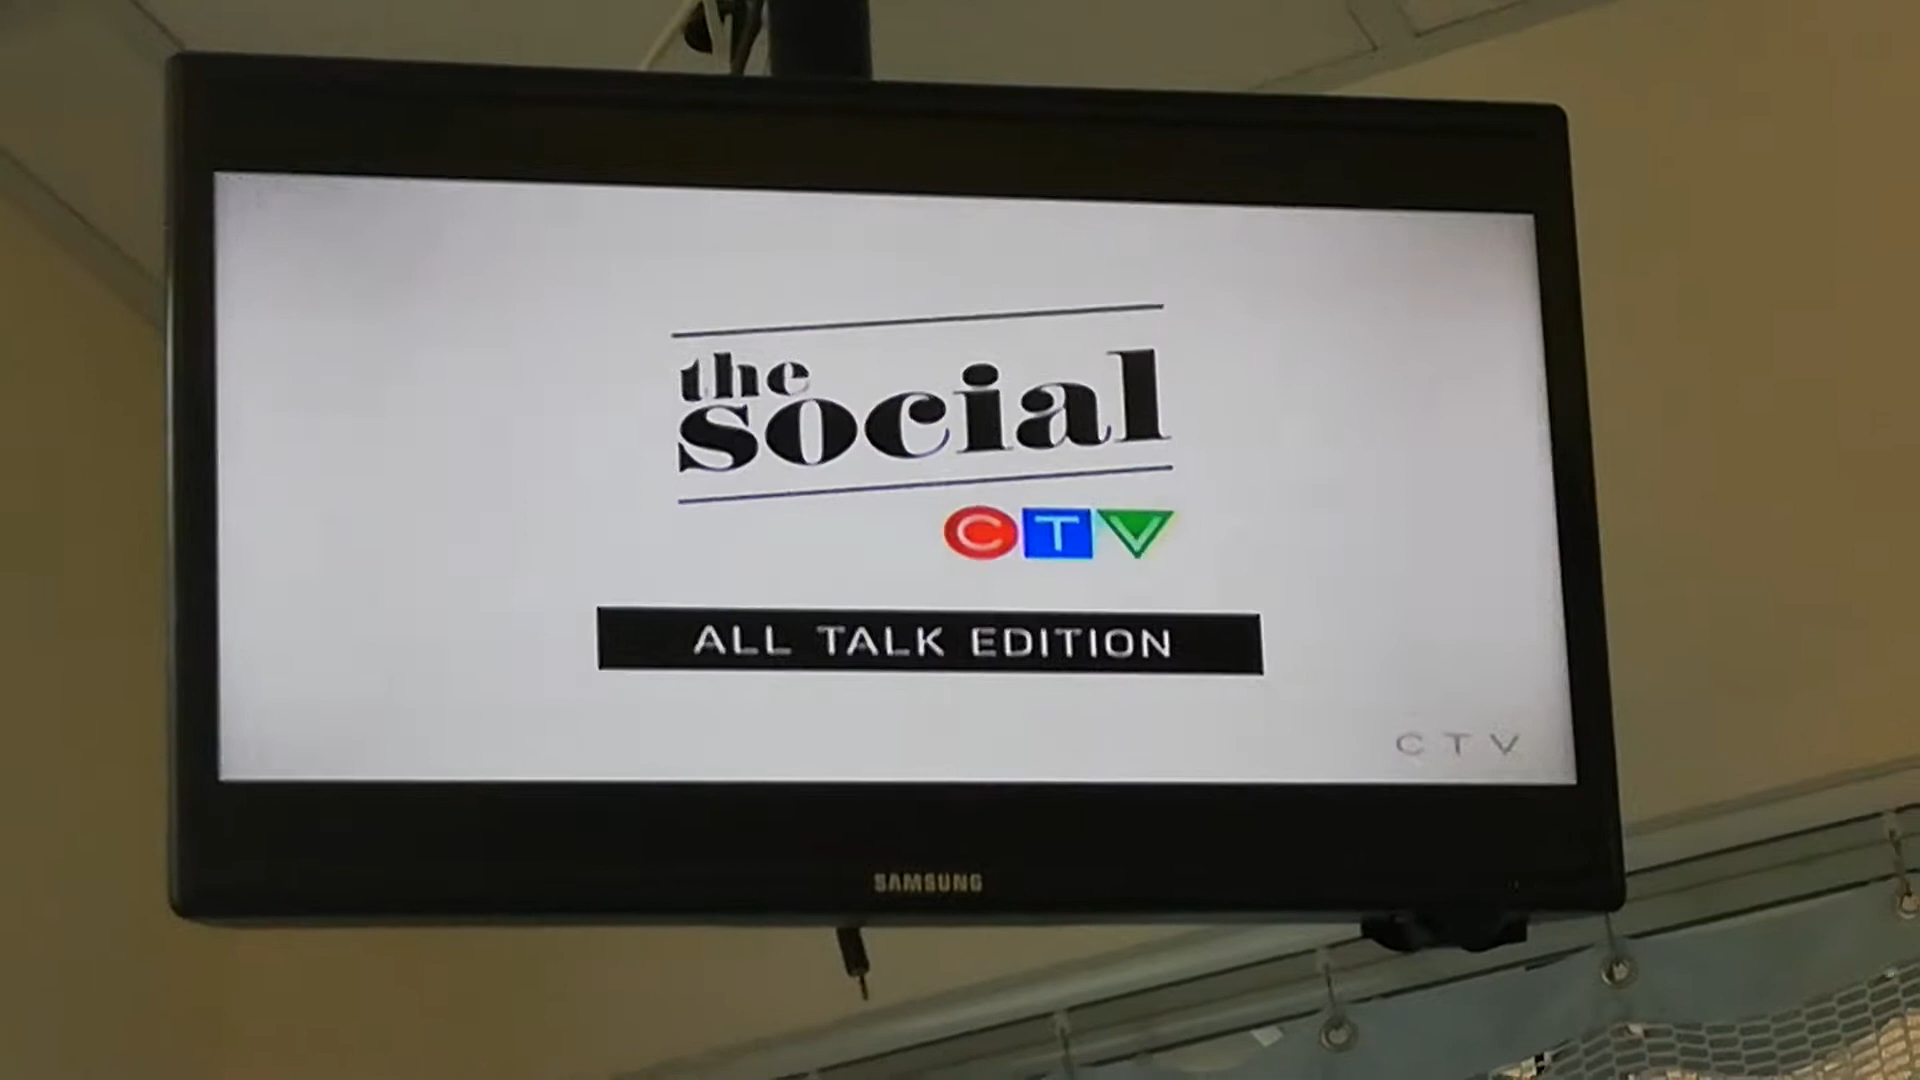 the
social
CTV
ALL TALK EDITION
CTV
SAMSUNG